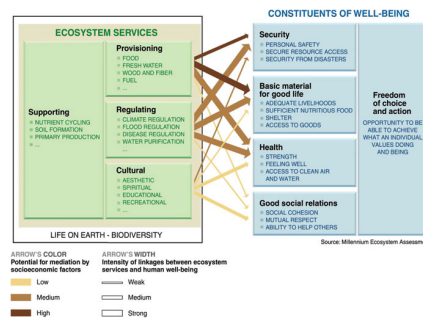 CONSTITUENTS OF WELL-BEING
ECOSYSTEM SERVICES
Supporting
NUTRIENT CYCLING
SOIL FORMATION
PRIMARY PRODUCTION
...
Provisioning
FOOD
FRESH WATER
WOOD AND FIBER
FUEL
...
Regulating
CLIMATE REGULATION
FLOOD REGULATION
DISEASE REGULATION
WATER PURIFICATION
...
Cultural
AESTHETIC
SPIRITUAL
EDUCATIONAL
RECREATIONAL
...
LIFE ON EARTH - BIODIVERSITY
Security
PERSONAL SAFETY
SECURE RESOURCE ACCESS
SECURITY FROM DISASTERS
Basic material
for good life
ADEQUATE LIVELIHOODS
SUFFICIENT NUTRITIOUS FOOD
SHELTER
ACCESS TO GOODS
Health
STRENGTH
FEELING WELL
ACCESS TO CLEAN AIR
AND WATER
Good social relations
SOCIAL COHESION
MUTUAL RESPECT
ABILITY TO HELP OTHERS
Freedom
of choice
and action
OPPORTUNITY TO BE
ABLE TO ACHIEVE
WHAT AN INDIVIDUAL
VALUES DOING
AND BEING
Source: Millennium Ecosystem Assessm
ARROW'S COLOR
Potential for mediation by
socioeconomic factors
Low
Medium
High
ARROW'S WIDTH
Intensity of linkages between ecosystem
services and human well-being
Weak
Medium
Strong